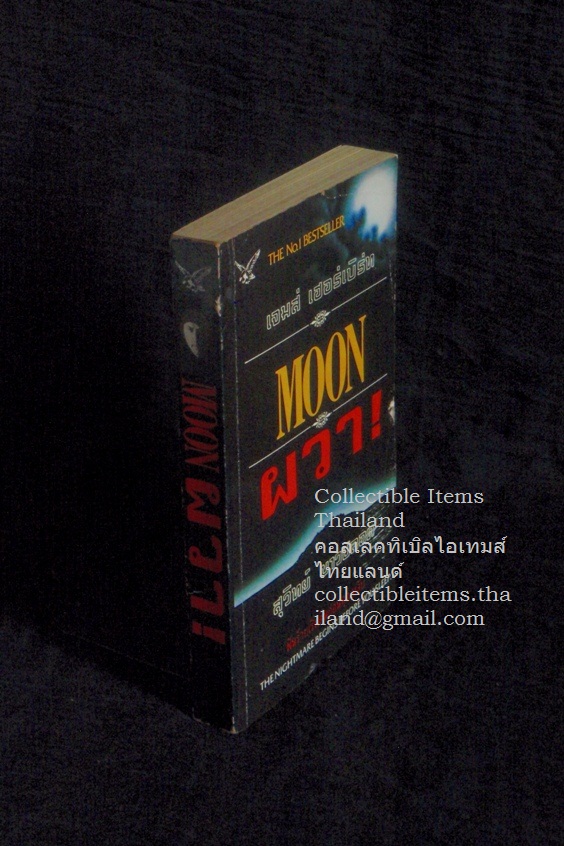 THE No.1 BESTSELLER
เจมส์ เฮอร์เบิร์ท
MOON
ผวา!
สุวิทย์
THE NIGHTMARE BEGINS
MOON ผวา!
Collectible Items
Thailand
คอลเลคทิเบิลไอเทมส์
ไทยแลนด์
collectibleitems.tha
iland@gmail.com